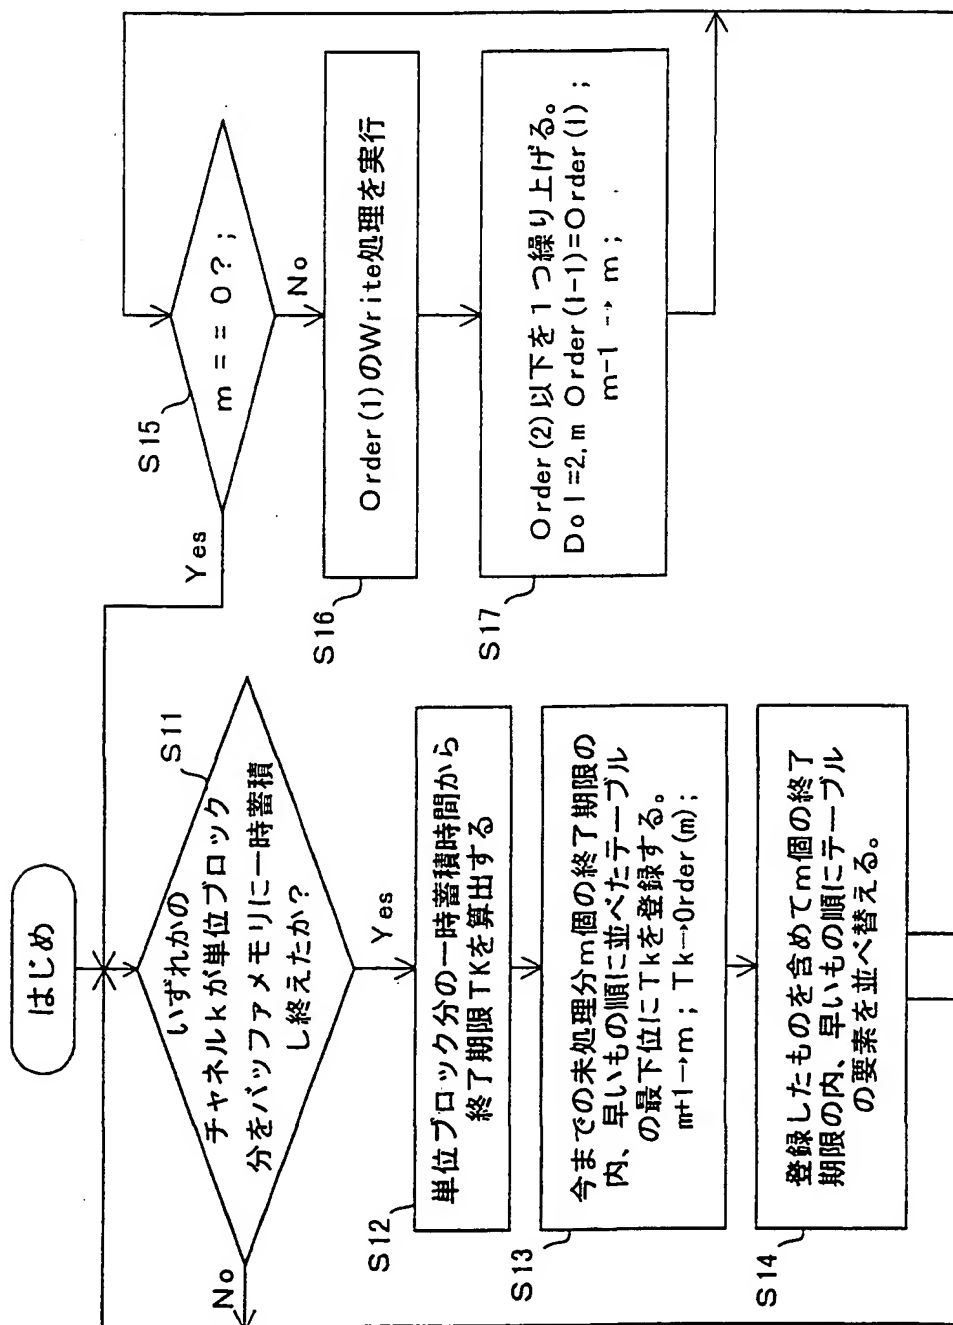 はじめ
S11
いずれかの
チャネルkが単位ブロック
分をバッファメモリに一時蓄積
し終えたか?
No
Yes
S12
単位ブロック分の一時蓄積時間から
終了期限TKを算出する
S13
今までの未処理分m個の終了期限の
内、早いもの順に並べたテーブル
の最下位にTkを登録する。
m+1→m; Tk→Order(m);
S14
登録したものを含めてm個の終了
期限の内、早いもの順にテーブル
の要素を並べ替える。
S15
m==0?;
Yes
No
S16
Order(1)のWrite処理を実行
S17
Order(2)以下を1つ繰り上げる。
Do l=2,m Order(l-1)=Order(l);
m-1→m;